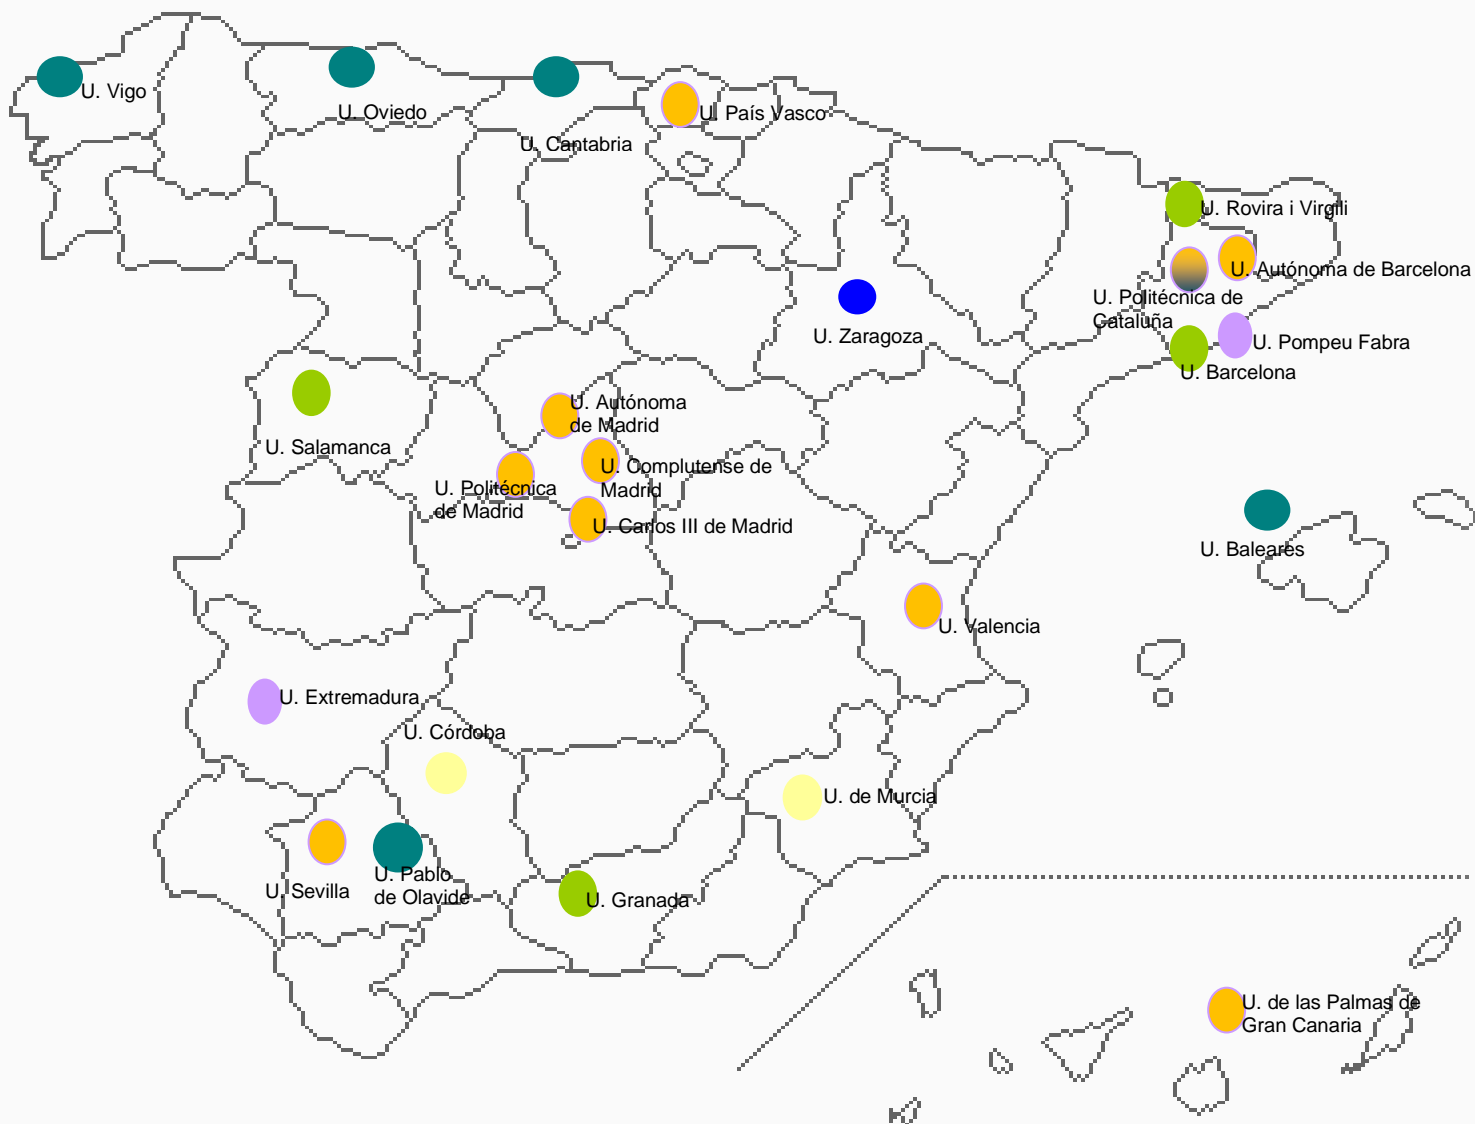 U. Vigo
U. Oviedo
U. Cantabria
U. País Vasco
U. Rovira i Virgili
U. Autónoma de Barcelona
U. Politécnica de
Cataluña
U. Zaragoza
U. Pompeu Fabra
U. Barcelona
U. Autónoma
de Madrid
U. Salamanca
U. Complutense de
Madrid
U. Politécnica
de Madrid
U. Carlos III de Madrid
U. Baleares
U. Valencia
U. Extremadura
U. Córdoba
U. de Murcia
U. Sevilla
U. Pablo
de Olavide
U. Granada
U. de las Palmas de
Gran Canaria